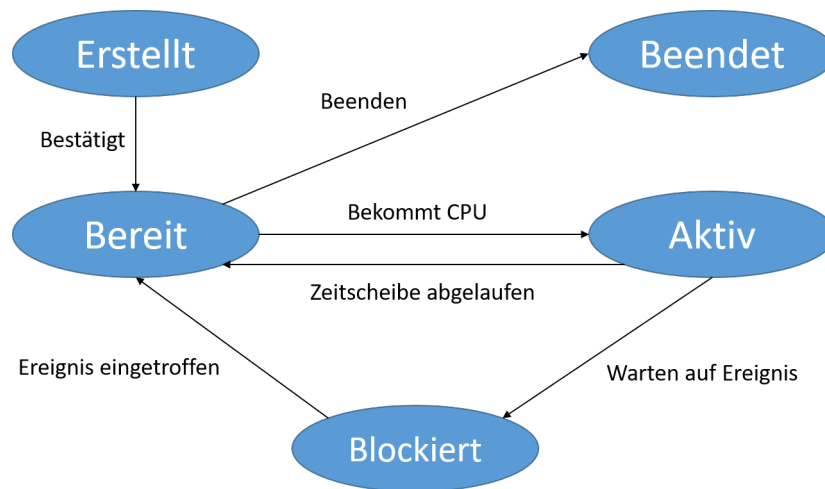 Erstellt
Beendet
Beenden
Bestätigt
Bereit
Bekommt CPU
Aktiv
Zeitscheibe abgelaufen
Ereignis eingetroffen
Warten auf Ereignis
Blockiert